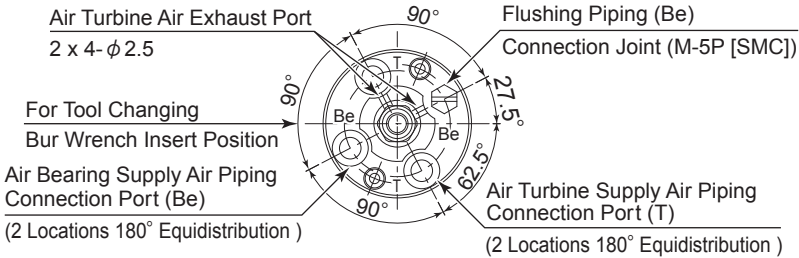 Air Turbine Air Exhaust Port
2 x 4-φ2.5
For Tool Changing
Bur Wrench Insert Position
Air Bearing Supply Air Piping
Connection Port (Be)
(2 Locations 180° Equidistribution )
90°
90°
90°
T
Be
Be
T
Flushing Piping (Be)
Connection Joint (M-5P [SMC])
27.5°
62.5°
Air Turbine Supply Air Piping
Connection Port (T)
(2 Locations 180° Equidistribution )